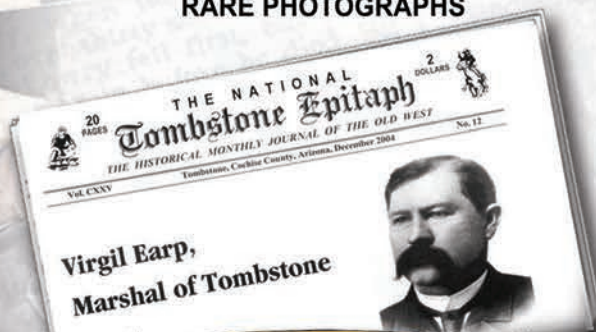 RARE PHOTOGRAPHS
20
PAGES
THE NATIONAL
2
DOLLARS
Tombstone Epitaph
THE HISTORICAL MONTHLY JOURNAL OF THE OLD WEST
Vol. CXXV
Tombstone, Cochise County, Arizona, December 2004
No. 12
Virgil Earp,
Marshal of Tombstone